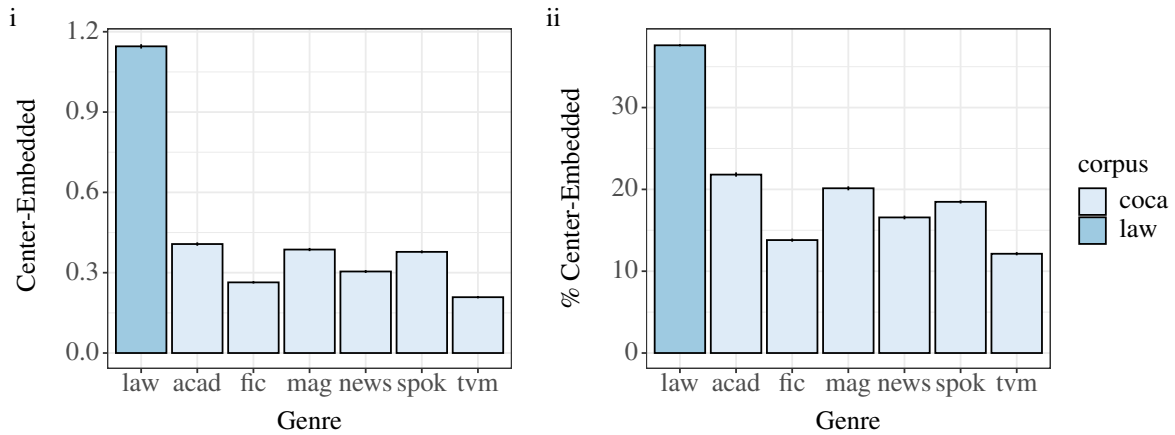 i
Center-Embedded
1.2
0.9
0.6
0.3
0.0
law acad fic mag news spok tvm
Genre
ii
% Center-Embedded
30
20
10
0
law acad fic mag news spok tvm
Genre
corpus
coca
law